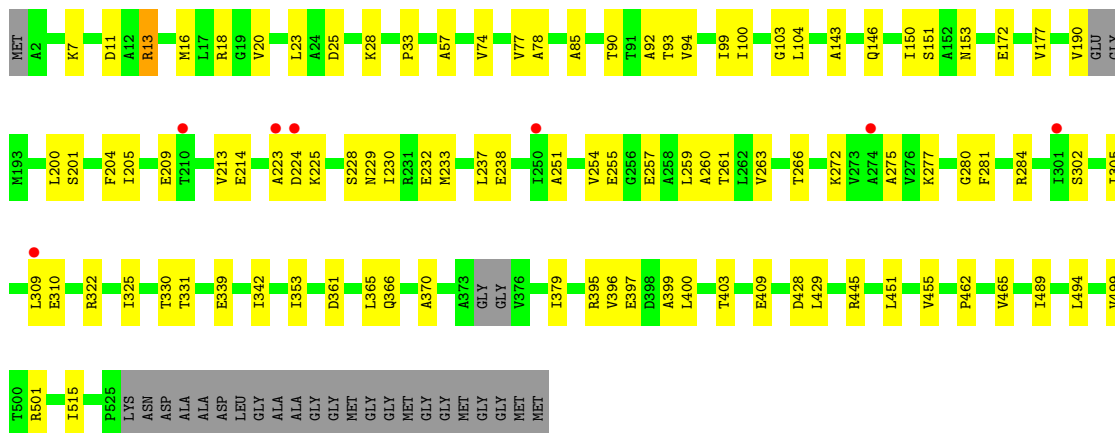 MET A2 K7 D11 A12 R13 M16 L17 R18 G19 V20 L23 A24 D25 K28 P33 A57 V74 V77 A78 A85 T90 T91 A92 T93 V94 I99 I100 G103 L104 A143 Q146 I150 S151 A152 N153 E172 V177 V190 GLU GLY
M193 L200 S201 F204 I205 E209 T210 V213 E214 A223 D224 K225 S228 N229 I230 R231 E232 M233 L237 E238 I250 A251 V254 E255 G256 E257 A258 L259 A260 T261 L262 V263 T266 K272 V273 A274 A275 V276 K277 G280 F281 R284 I301 S302 I305
L309 E310 R322 I325 T330 T331 E339 I342 I353 D361 L365 Q366 A370 A373 GLY GLY V376 I379 R395 V396 E397 D398 A399 L400 T403 E409 D428 L429 R445 L451 V455 P462 V465 I489 L494 V499
T500 R501 I515 P525 LYS ASN ASP ALA ALA ASP LEU GLY ALA ALA GLY GLY MET GLY GLY MET GLY GLY MET GLY GLY MET MET